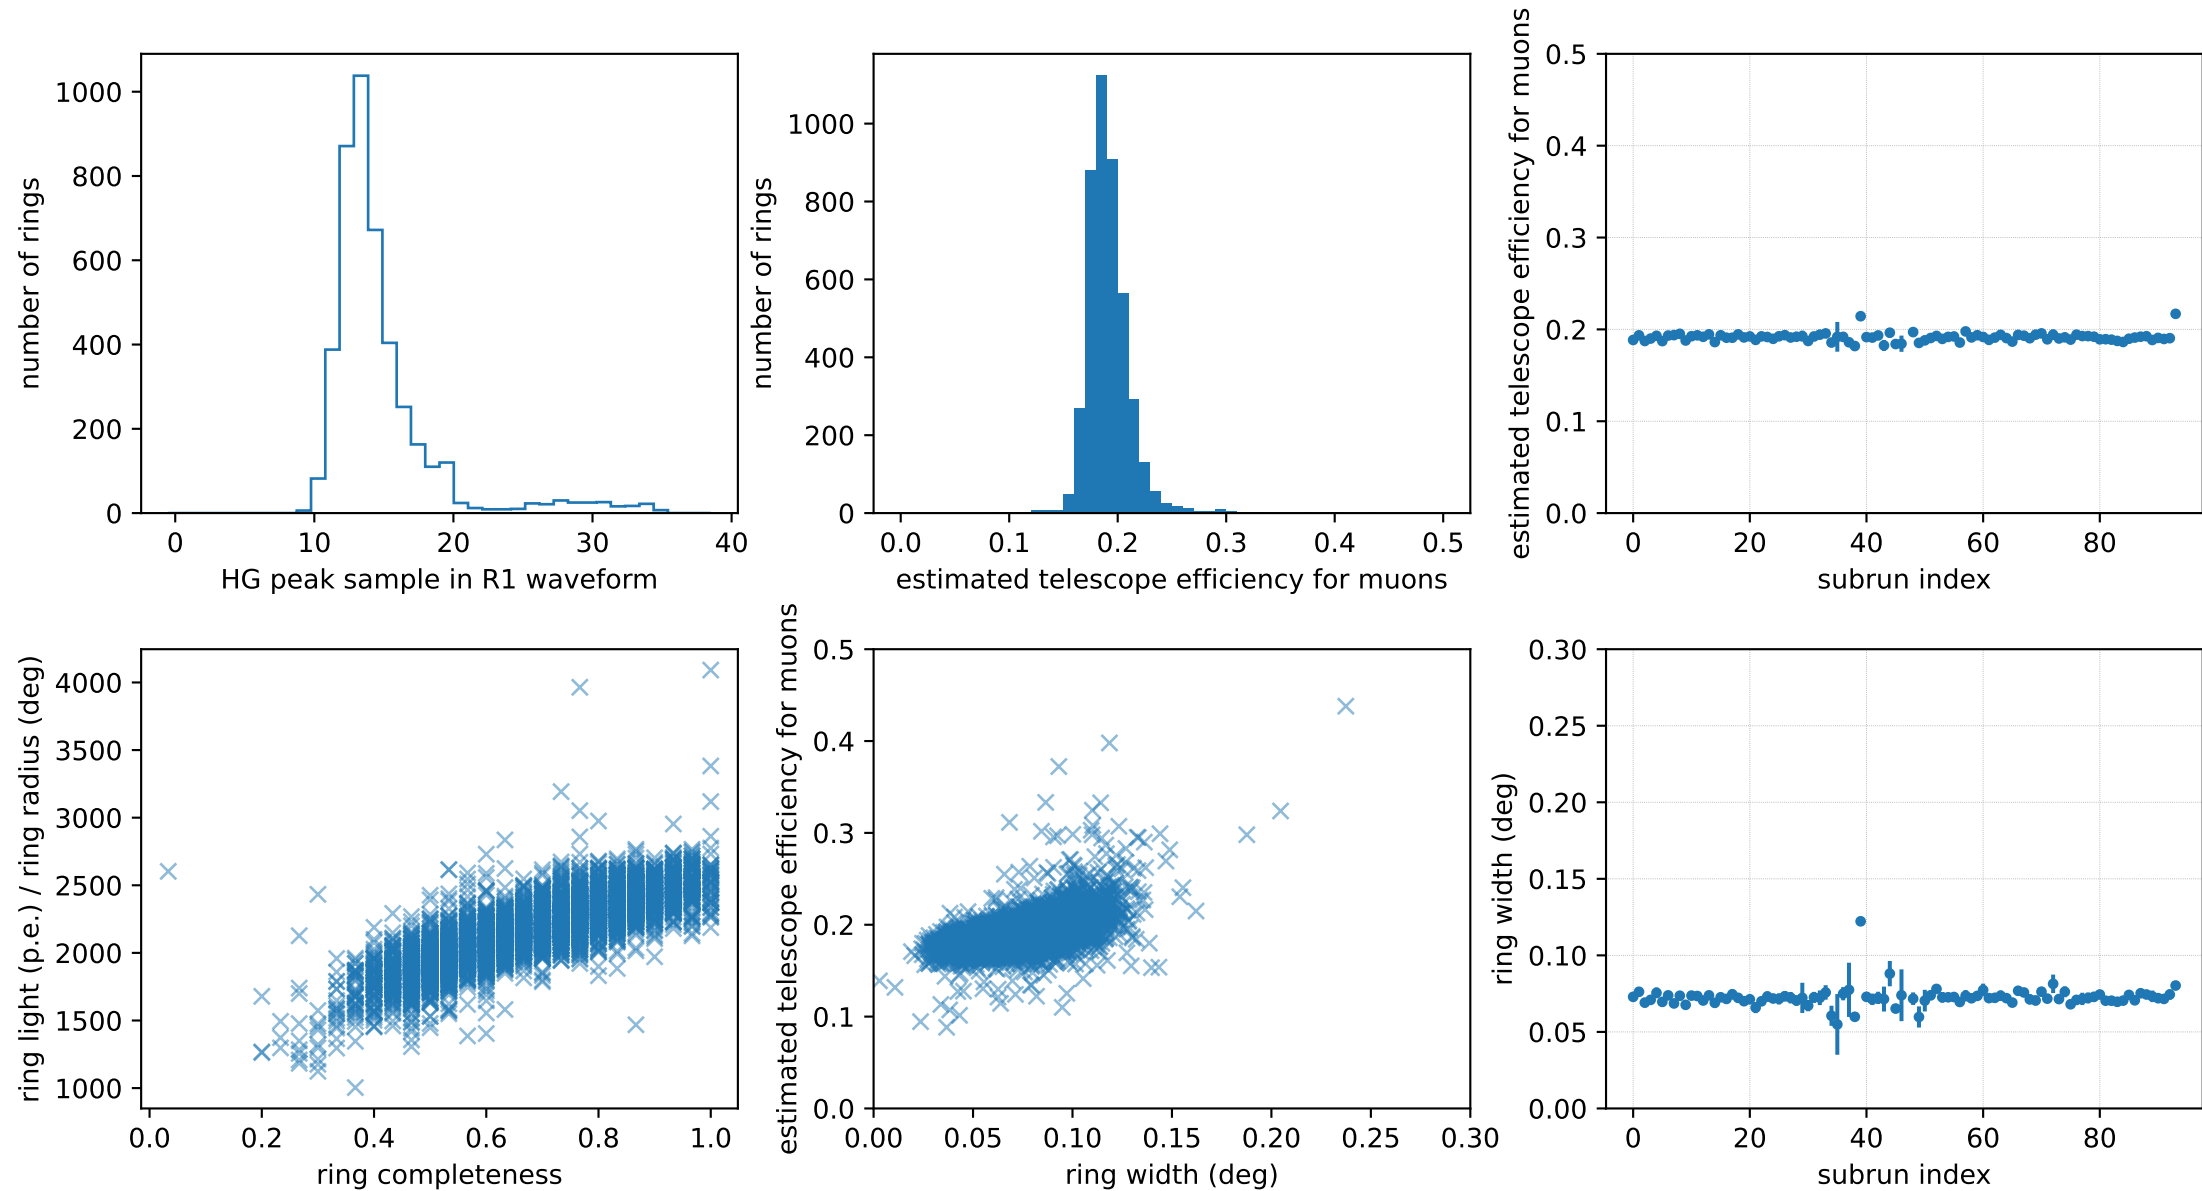 number of rings
1000
800
600
400
200
0
0 10 20 30 40
HG peak sample in R1 waveform
number of rings
1000
800
600
400
200
0
0.0 0.1 0.2 0.3 0.4 0.5
estimated telescope efficiency for muons
estimated telescope efficiency for muons
0.5
0.4
0.3
0.2
0.1
0.0
0 20 40 60 80
subrun index
ring light (p.e.) / ring radius (deg)
4000
3500
3000
2500
2000
1500
1000
0.0 0.2 0.4 0.6 0.8 1.0
ring completeness
estimated telescope efficiency for muons
0.5
0.4
0.3
0.2
0.1
0.0
0.00 0.05 0.10 0.15 0.20 0.25 0.30
ring width (deg)
ring width (deg)
0.30
0.25
0.20
0.15
0.10
0.05
0.00
0 20 40 60 80
subrun index